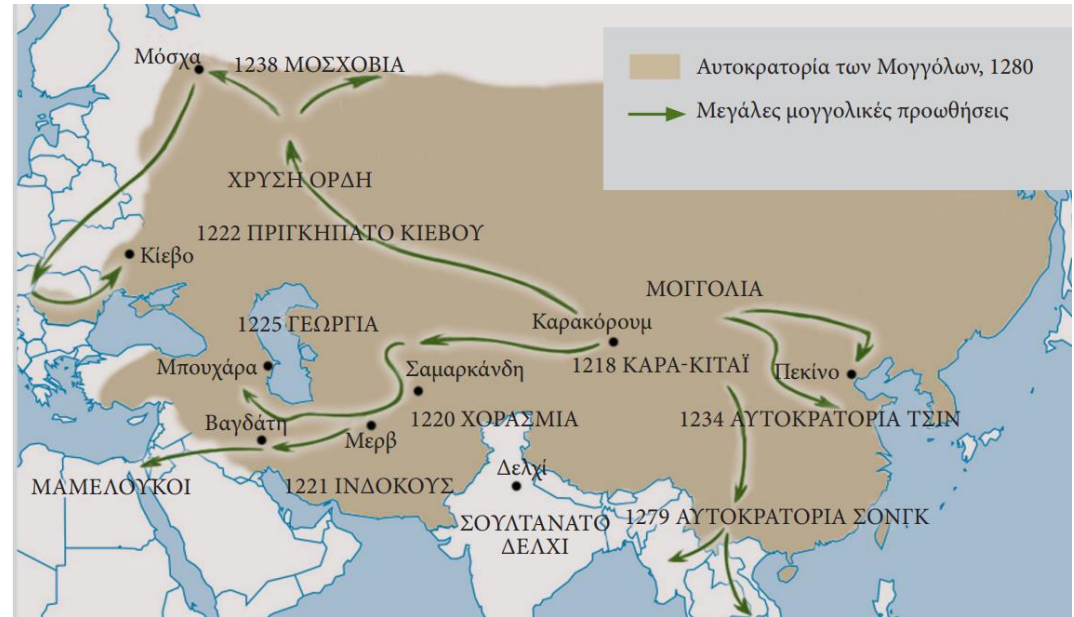 Μόσχα
1238 ΜΟΣΧΟΒΙΑ
Αυτοκρατορία των Μογγόλων, 1280
Μεγάλες μογγολικές προωθήσεις
ΧΡΥΣΗ ΟΡΔΗ
1222 ΠΡΙΓΚΗΠΑΤΟ ΚΙΕΒΟΥ
Κίεβο
ΜΟΓΓΟΛΙΑ
1225 ΓΕΩΡΓΙΑ
Καρακόρουμ
Μπουχάρα
Σαμαρκάνδη
1218 ΚΑΡΑ-ΚΙΤΑΪ
Πεκίνο
Βαγδάτη
Μερβ
1220 ΧΟΡΑΣΜΙΑ
1234 ΑΥΤΟΚΡΑΤΟΡΙΑ ΤΣΙΝ
ΜΑΜΕΛΟΥΚΟΙ
1221 ΙΝΔΟΚΟΥΣ
Δελχί
ΣΟΥΛΤΑΝΑΤΟ
ΔΕΛΧΙ
1279 ΑΥΤΟΚΡΑΤΟΡΙΑ ΣΟΝΓΚ